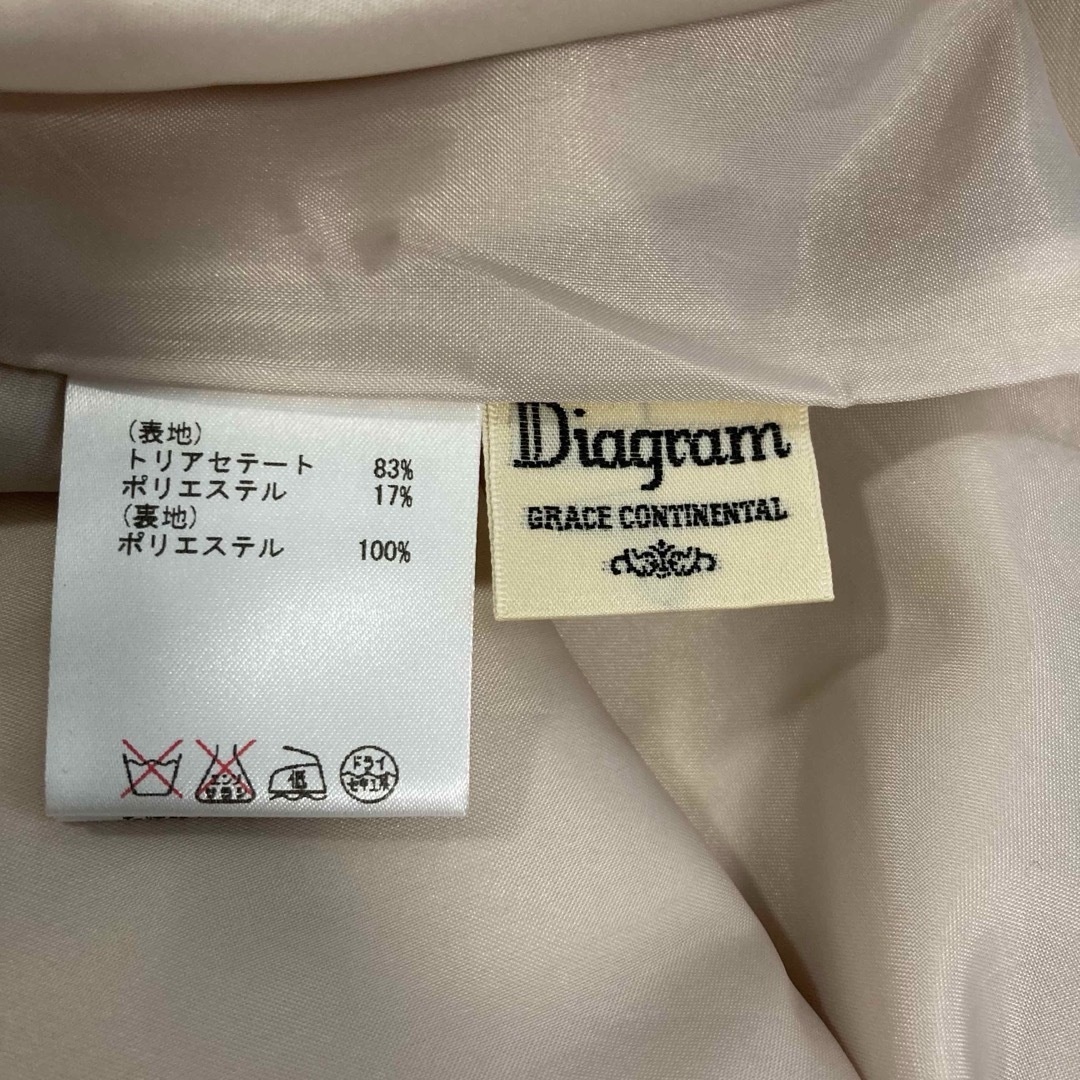 (表地)
トリアセテート 83%
ポリエステル 17%
(裏地)
ポリエステル 100%
エンソ
サラシ
低
ドライ
セキユ系
Diagram
GRACE CONTINENTAL